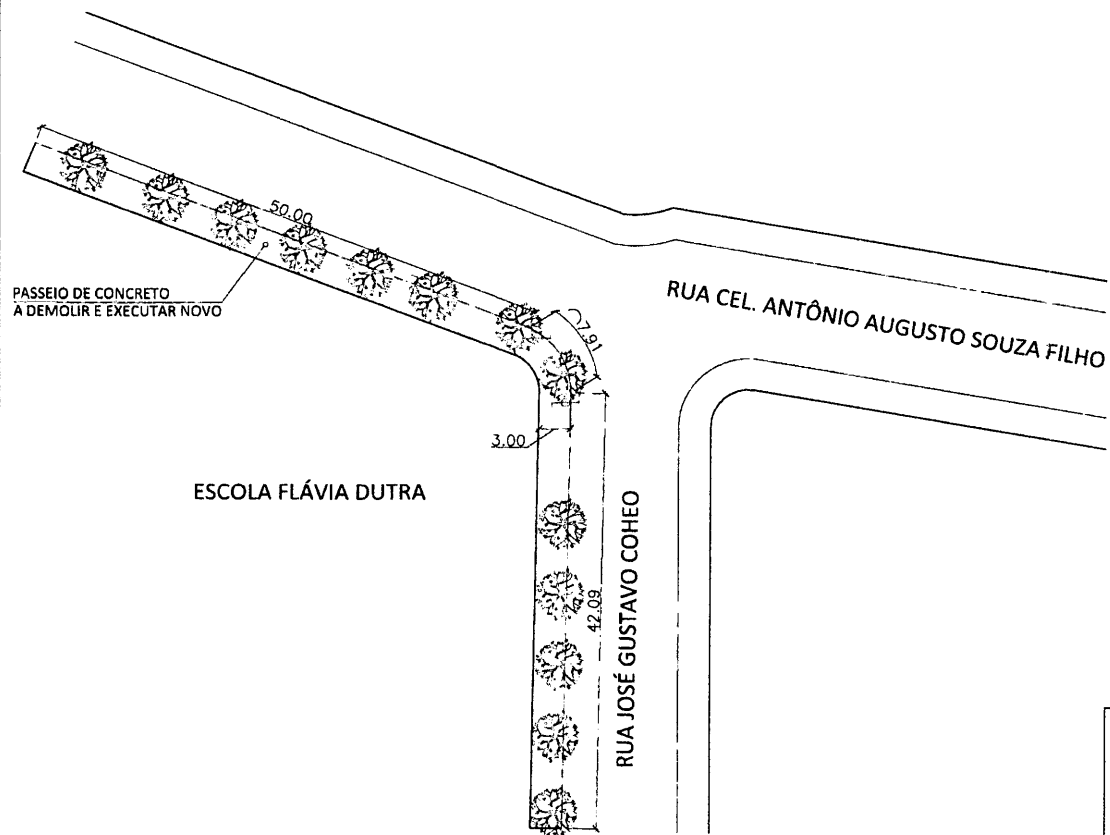 50.00
PASSEIO DE CONCRETO
A DEMOLIR E EXECUTAR NOVO
7.91
RUA CEL. ANTÔNIO AUGUSTO SOUZA FILHO
3.00
ESCOLA FLÁVIA DUTRA
42.09
RUA JOSÉ GUSTAVO COHEO